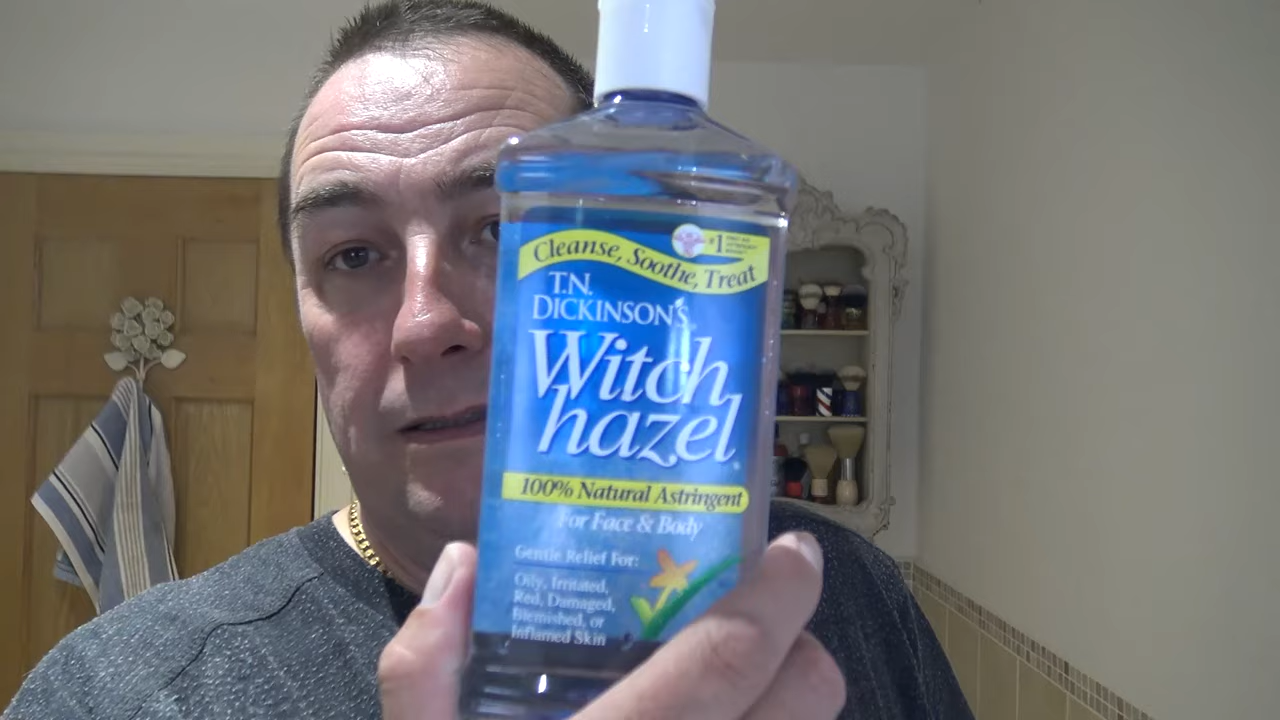 #1
Cleanse, Soothe, Treat
T.N.
DICKINSON'S
Witch
hazel
100% Natural Astringent
For Face & Body
Gentle Relief For:
Oily, Irritated,
Red, Damaged,
Blemished, or
Inflamed Skin